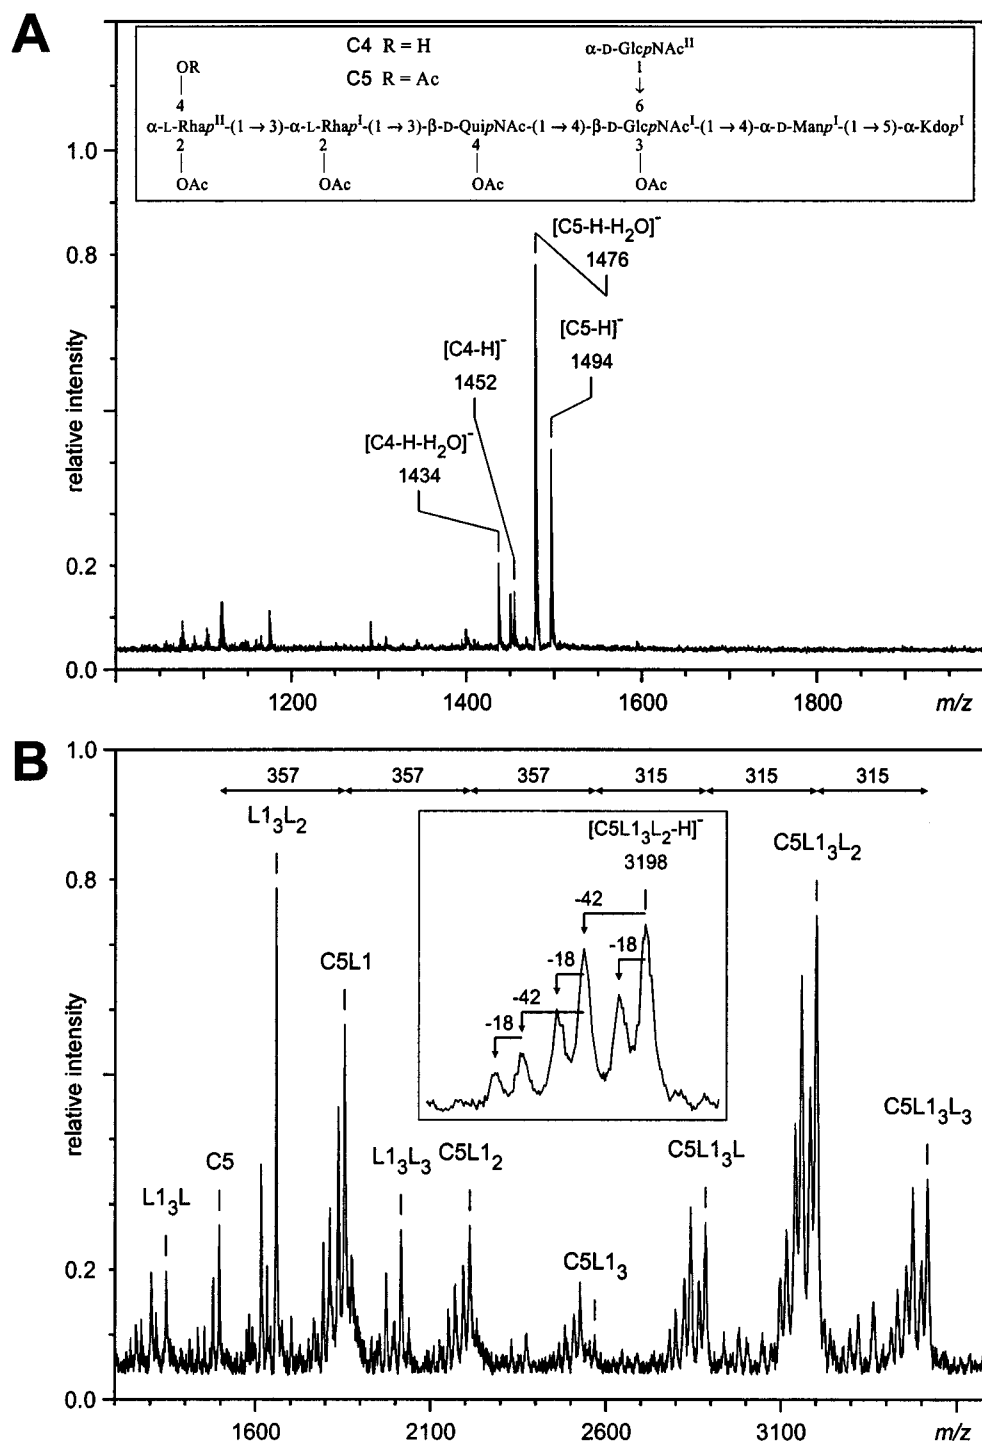 A
C4 R = H
α-D-GlcpNAcII
OR
C5 R = Ac
1
↓
4
6
α-L-RhapII-(1 → 3)-α-L-RhapI-(1 → 3)-β-D-QuipNAc-(1 → 4)-β-D-GlcpNAcI-(1 → 4)-α-D-ManpI-(1 → 5)-α-KdopI
2 2 4 3
OAc OAc OAc OAc
1.0
[C5-H-H2O]-
0.8
1476
[C4-H]-
[C5-H]-
1452
1494
[C4-H-H2O]-
1434
relative intensity
0.2
0.0
1200 1400 1600 1800 m/z
B
1.0
357 357 357 315 315 315
L13L2
[C5L13L2-H]-
3198
C5L13L2
0.8
-42
-18
-18
-42
-18
C5L1
relative intensity
C5L13L3
L13L3
C5L12
C5L13L
C5
L13L
C5L13
0.2
0.0
1600 2100 2600 3100 m/z